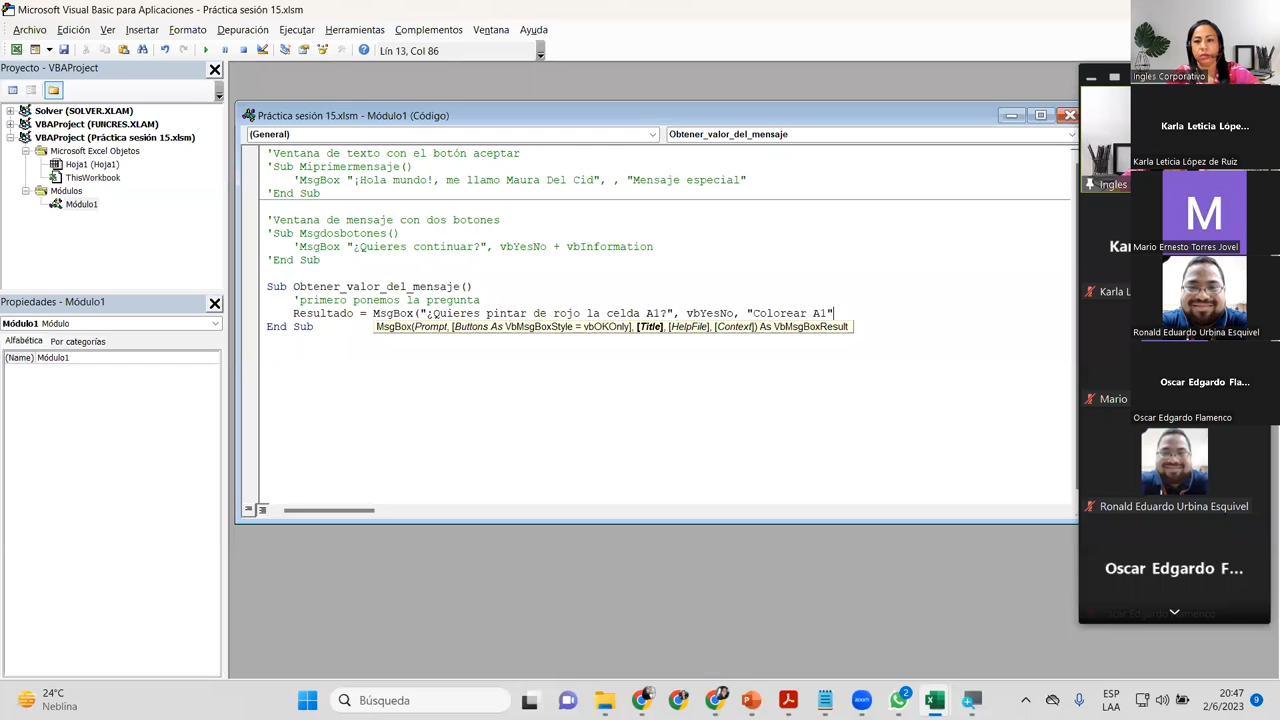 Microsoft Visual Basic para Aplicaciones - Práctica sesión 15.xlsm
Archivo Edición Ver Insertar Formato Depuración Ejecutar Herramientas Complementos Ventana Ayuda
Lín 13, Col 86
Proyecto - VBAProject
Solver (SOLVER.XLAM)
VBAProject (FUNCRES.XLAM)
VBAProject (Práctica sesión 15.xlsm)
Microsoft Excel Objetos
Hoja1 (Hoja1)
ThisWorkbook
Módulos
Módulo1
Propiedades - Módulo1
Módulo1 Módulo
Alfabética Por categorías
(Name) Módulo1
Práctica sesión 15.xlsm - Módulo1 (Código)
(General) Obtener_valor_del_mensaje
'Ventana de texto con el botón aceptar
'Sub Miprimermensaje()
'MsgBox "¡Hola mundo!, me llamo Maura Del Cid", , "Mensaje especial"
'End Sub
'Ventana de mensaje con dos botones
'Sub Msgdosbotones()
'MsgBox "¿Quieres continuar?", vbYesNo + vbInformation
'End Sub
Sub Obtener_valor_del_mensaje()
'primero ponemos la pregunta
Resultado = MsgBox("¿Quieres pintar de rojo la celda A1?", vbYesNo, "Colorear A1"
MsgBox(Prompt, [Buttons As VbMsgBoxStyle = vbOKOnly], [Title], [HelpFile], [Context]) As VbMsgBoxResult
End Sub
Ingles Corporativo
Karla Leticia Lópe...
Karla Leticia López de Ruiz
Ingles
M
Mario Ernesto Torres Jovel
Kar
Karla L
Ronald Eduardo Urbina Esquivel
Oscar Edgardo Fla...
Mario
Oscar Edgardo Flamenco
Ronald Eduardo Urbina Esquivel
Oscar Edgardo F...
24°C
Neblina
Búsqueda
2
ESP
LAA
20:47
2/6/2023
9